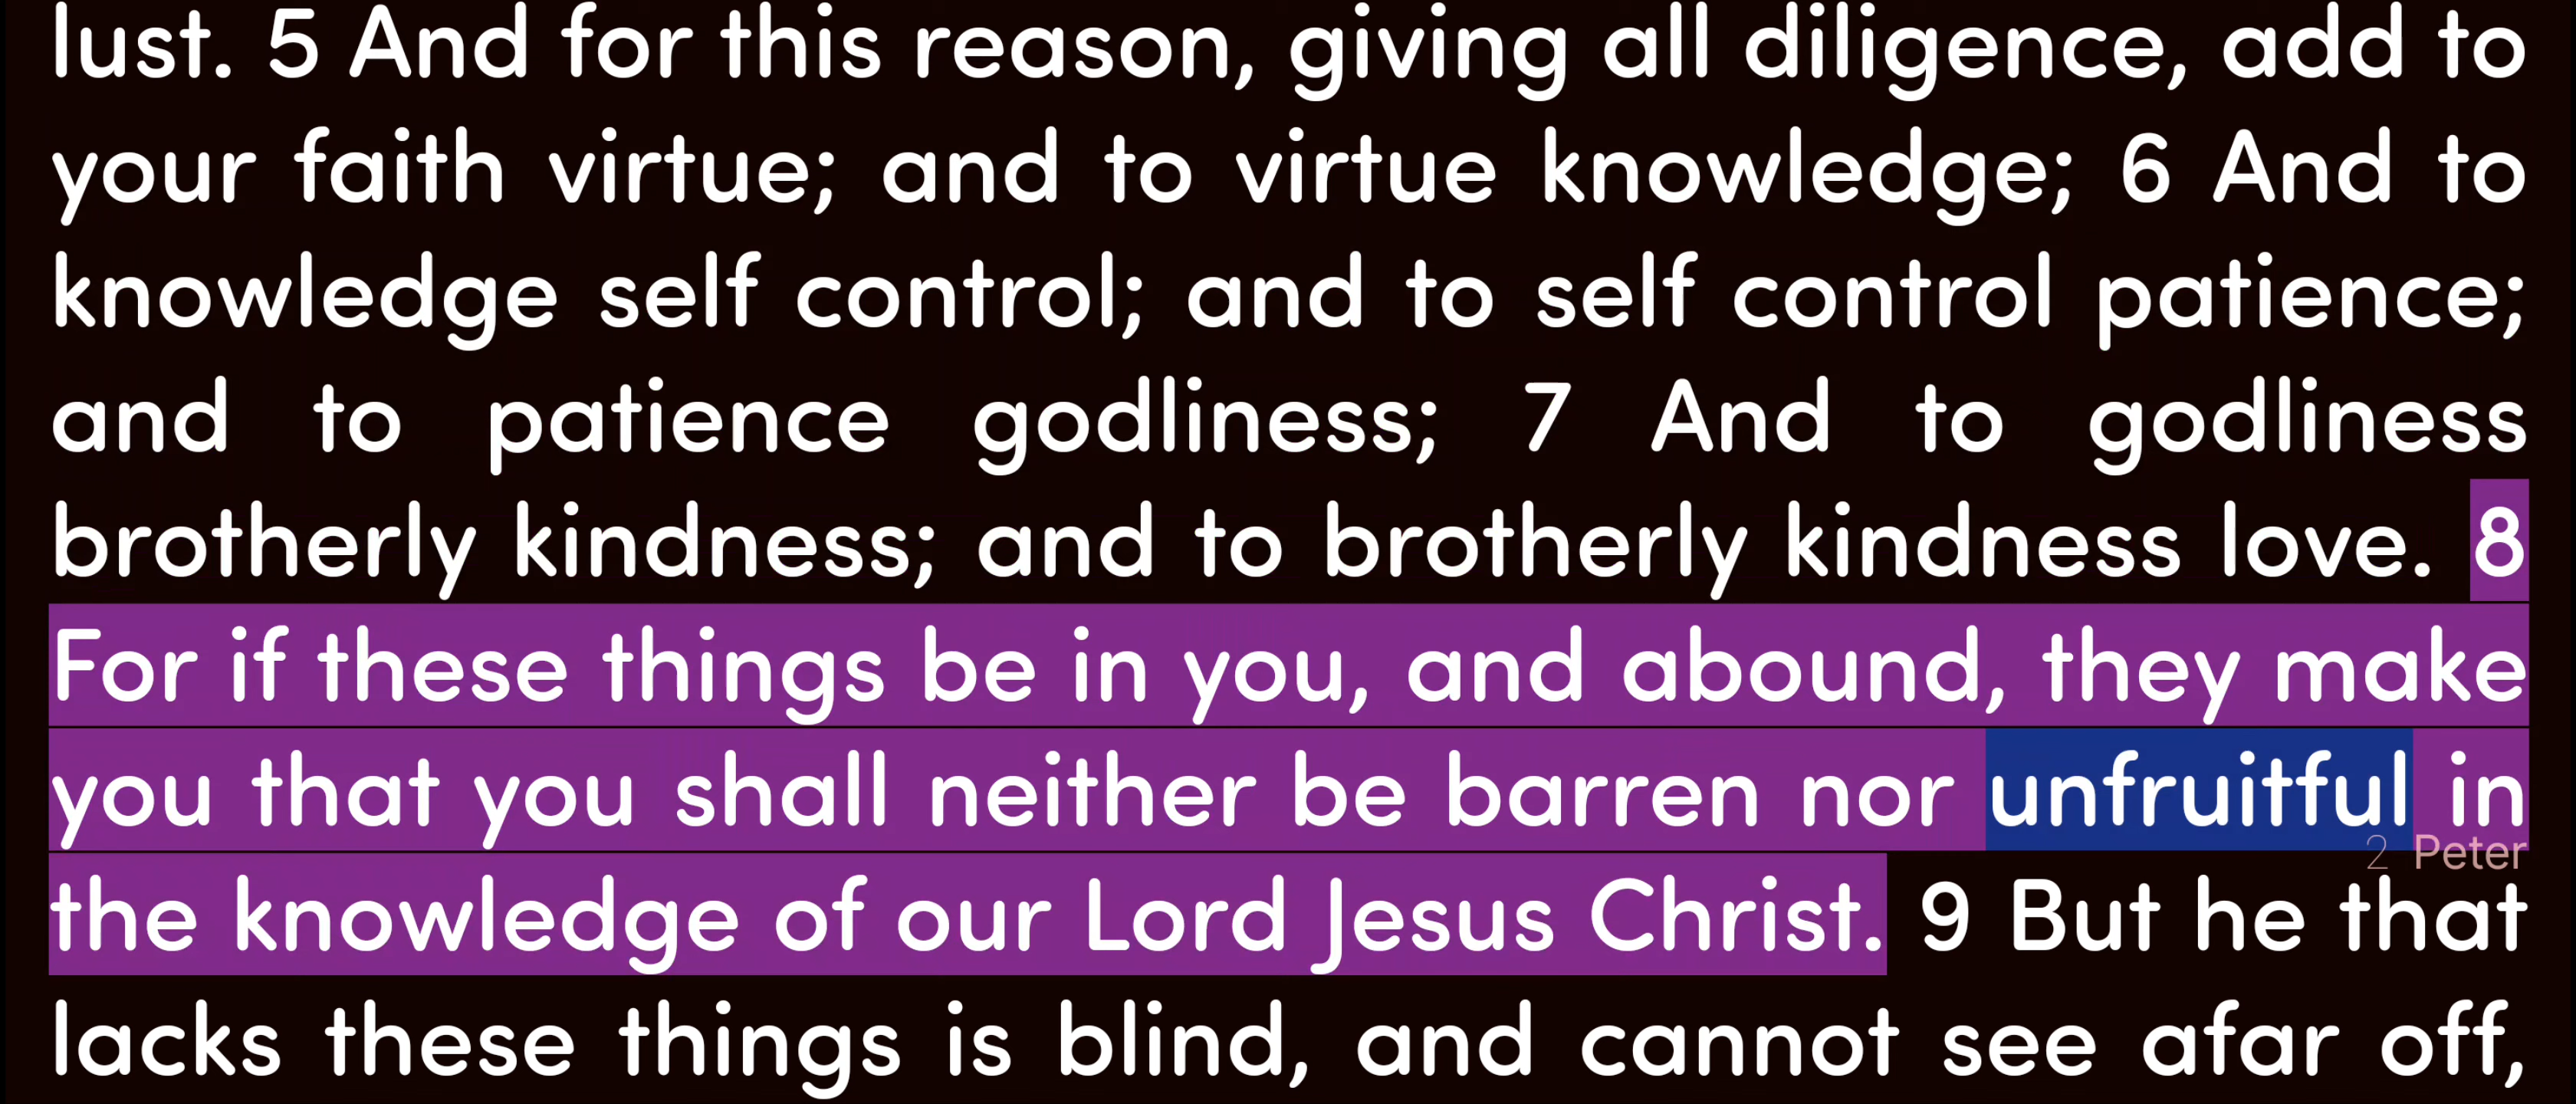 lust. 5 And for this reason, giving all diligence, add to
your faith virtue; and to virtue knowledge; 6 And to
knowledge self control; and to self control patience;
and to patience godliness; 7 And to godliness
brotherly kindness; and to brotherly kindness love. 8
For if these things be in you, and abound, they make
you that you shall neither be barren nor unfruitful in
2 Peter
the knowledge of our Lord Jesus Christ. 9 But he that
lacks these things is blind, and cannot see afar off,